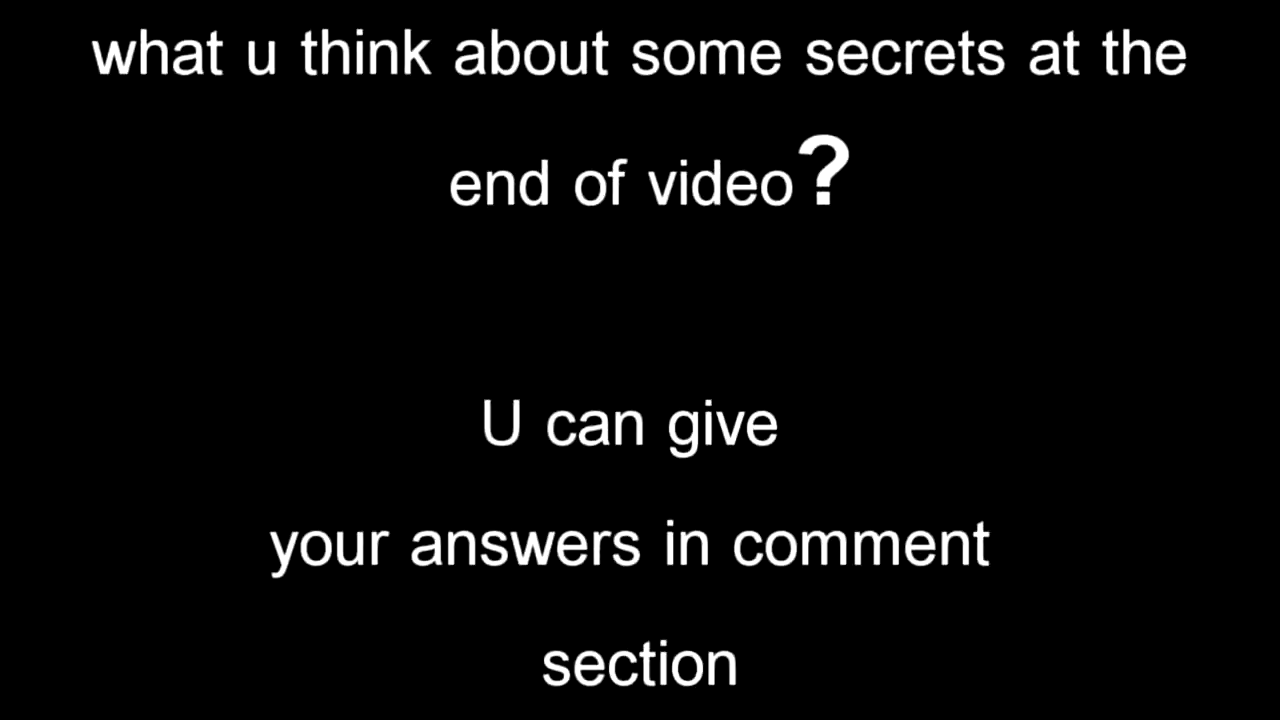 what u think about some secrets at the
end of video?
U can give
your answers in comment
section